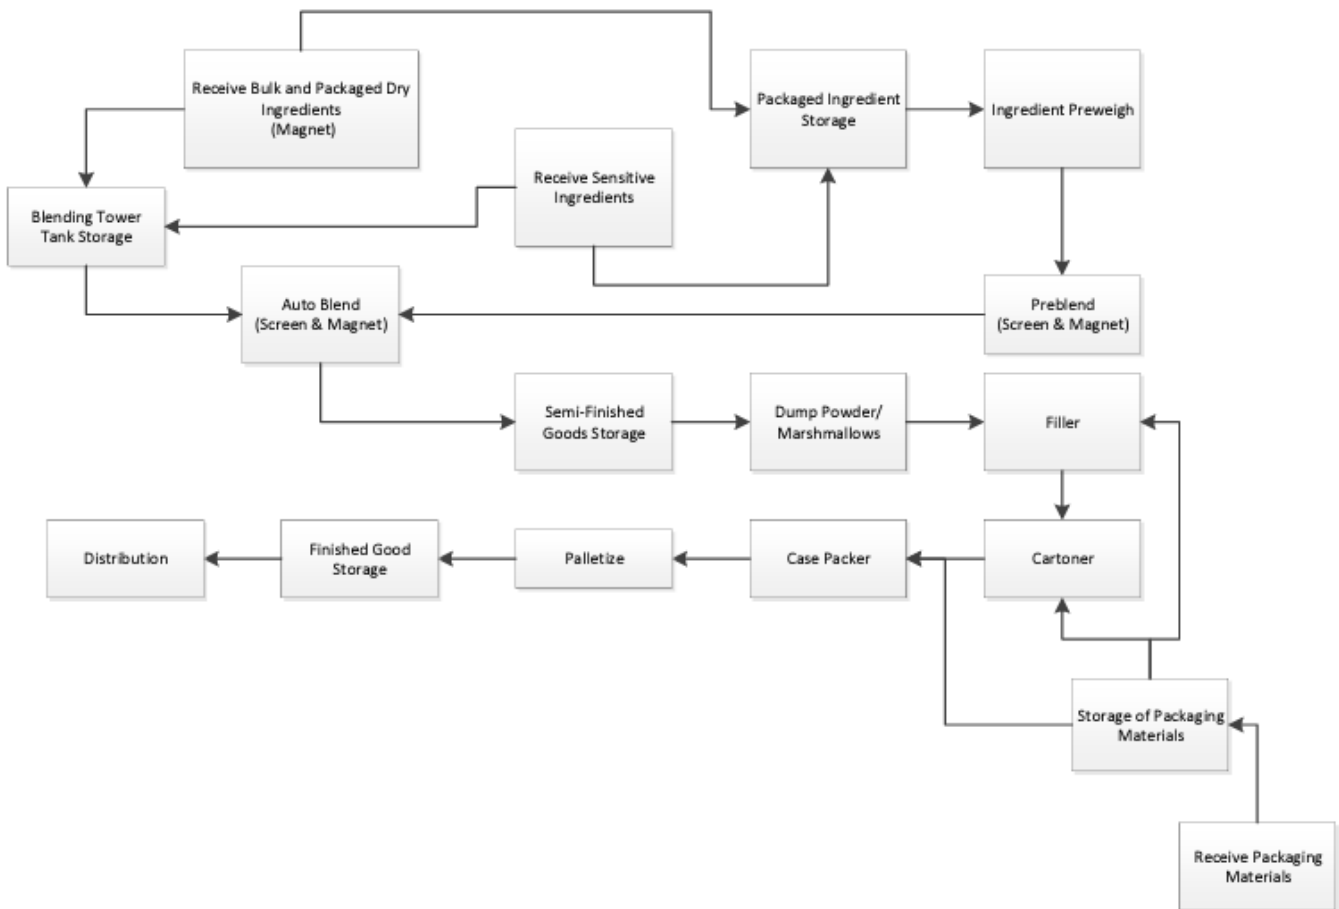 Receive Bulk and Packaged Dry
Ingredients
(Magnet)
Packaged Ingredient
Storage
Ingredient Preweigh
Receive Sensitive
Ingredients
Blending Tower
Tank Storage
Auto Blend
(Screen & Magnet)
Preblend
(Screen & Magnet)
Semi-Finished
Goods Storage
Dump Powder/
Marshmallows
Filler
Distribution
Finished Good
Storage
Palletize
Case Packer
Cartoner
Storage of Packaging
Materials
Receive Packaging
Materials